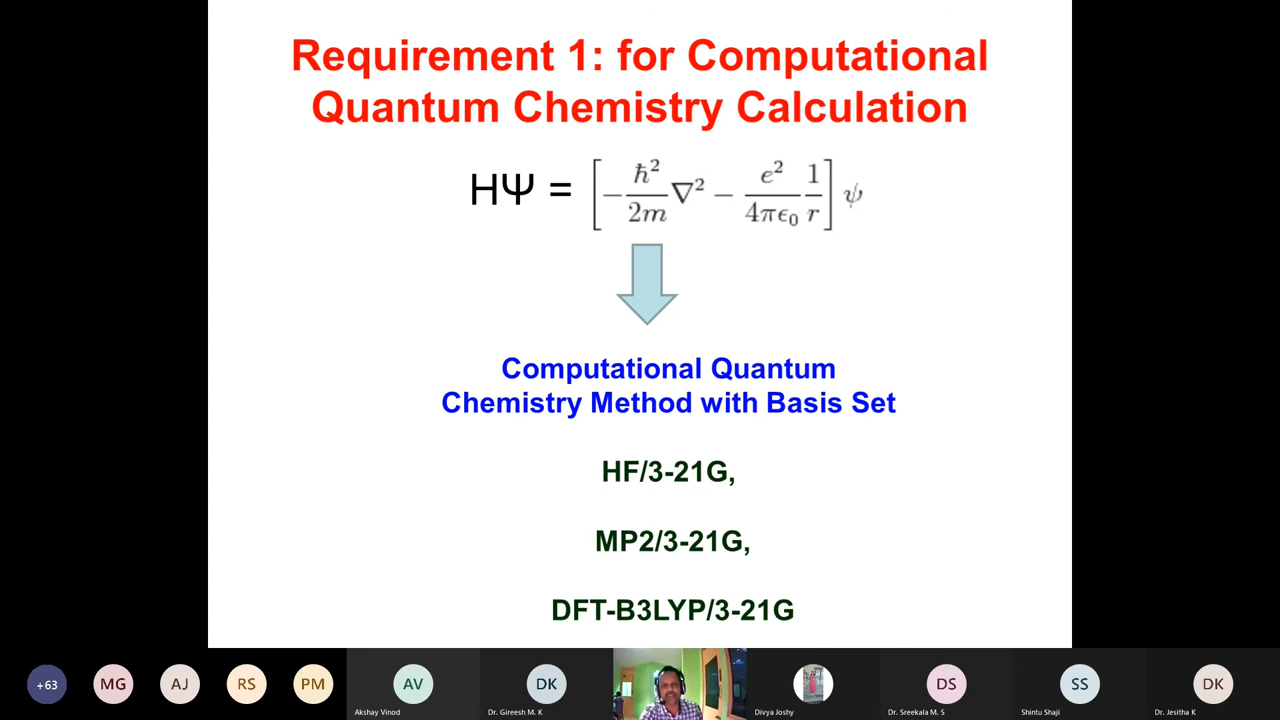 Requirement 1: for Computational
Quantum Chemistry Calculation
HΨ = [-ħ²/2m ∇² - e²/4πϵ₀ 1/r] ψ
Computational Quantum
Chemistry Method with Basis Set
HF/3-21G,
MP2/3-21G,
DFT-B3LYP/3-21G
+63 MG AJ RS PM AV DK DS SS DK
Akshay Vinod Dr. Gireesh M. K Divya Joshy Dr. Sreekala M. S Shintu Shaji Dr. Jesitha K